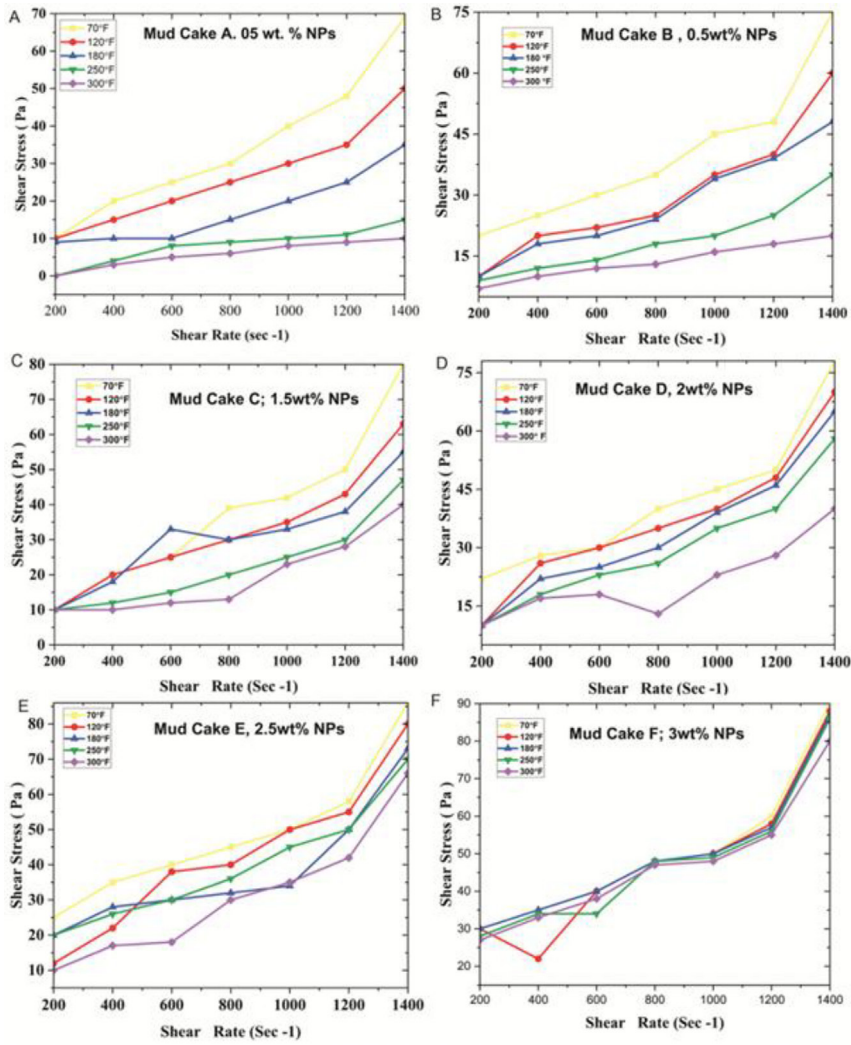 A
Mud Cake A. 05 wt. % NPs
70°F
120°F
180°F
250°F
300°F
Shear Stress ( Pa )
70
60
50
40
30
20
10
0
200 400 600 800 1000 1200 1400
Shear Rate (sec -1)
B
Mud Cake B , 0.5wt% NPs
70°F
120°F
180 °F
250°F
300 °F
Shear Stress ( Pa )
75
60
45
30
15
200 400 600 800 1000 1200 1400
Shear Rate (Sec -1)
C
Mud Cake C; 1.5wt% NPs
70°F
120°F
180°F
250°F
300°F
Shear Stress ( Pa )
80
70
60
50
40
30
20
10
0
200 400 600 800 1000 1200 1400
Shear Rate (Sec -1)
D
Mud Cake D, 2wt% NPs
70°F
120°F
180°F
250°F
300° F
Shear Stress ( Pa )
75
60
45
30
15
200 400 600 800 1000 1200 1400
Shear Rate (Sec -1)
E
Mud Cake E, 2.5wt% NPs
70°F
120°F
180°F
250°F
300°F
Shear Stress ( Pa )
80
70
60
50
40
30
20
10
200 400 600 800 1000 1200 1400
Shear Rate (Sec -1)
F
Mud Cake F; 3wt% NPs
70°F
120°F
180°F
250°F
300°F
Shear Stress ( Pa )
90
80
70
60
50
40
30
20
200 400 600 800 1000 1200 1400
Shear Rate (Sec -1)